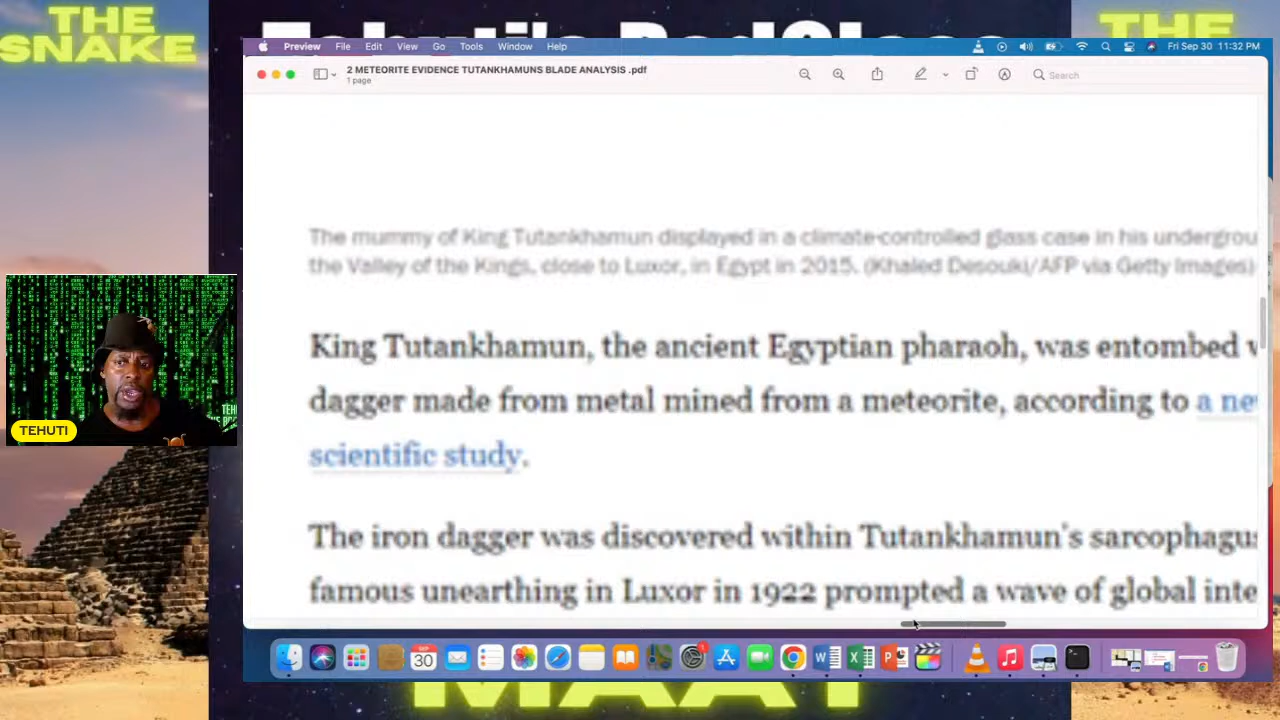 THE
SNAKE
THE
Preview File Edit View Go Tools Window Help
Fri Sep 30 11:32 PM
2 METEORITE EVIDENCE TUTANKHAMUNS BLADE ANALYSIS .pdf
1 page
Search
The mummy of King Tutankhamun displayed in a climate-controlled glass case in his undergrou
the Valley of the Kings, close to Luxor, in Egypt in 2015. (Khaled Desouki/AFP via Getty Images)
King Tutankhamun, the ancient Egyptian pharaoh, was entombed
dagger made from metal mined from a meteorite, according to a ne
scientific study.
The iron dagger was discovered within Tutankhamun's sarcophagus
famous unearthing in Luxor in 1922 prompted a wave of global inte
TEHUTI
SEP
30
MAAT